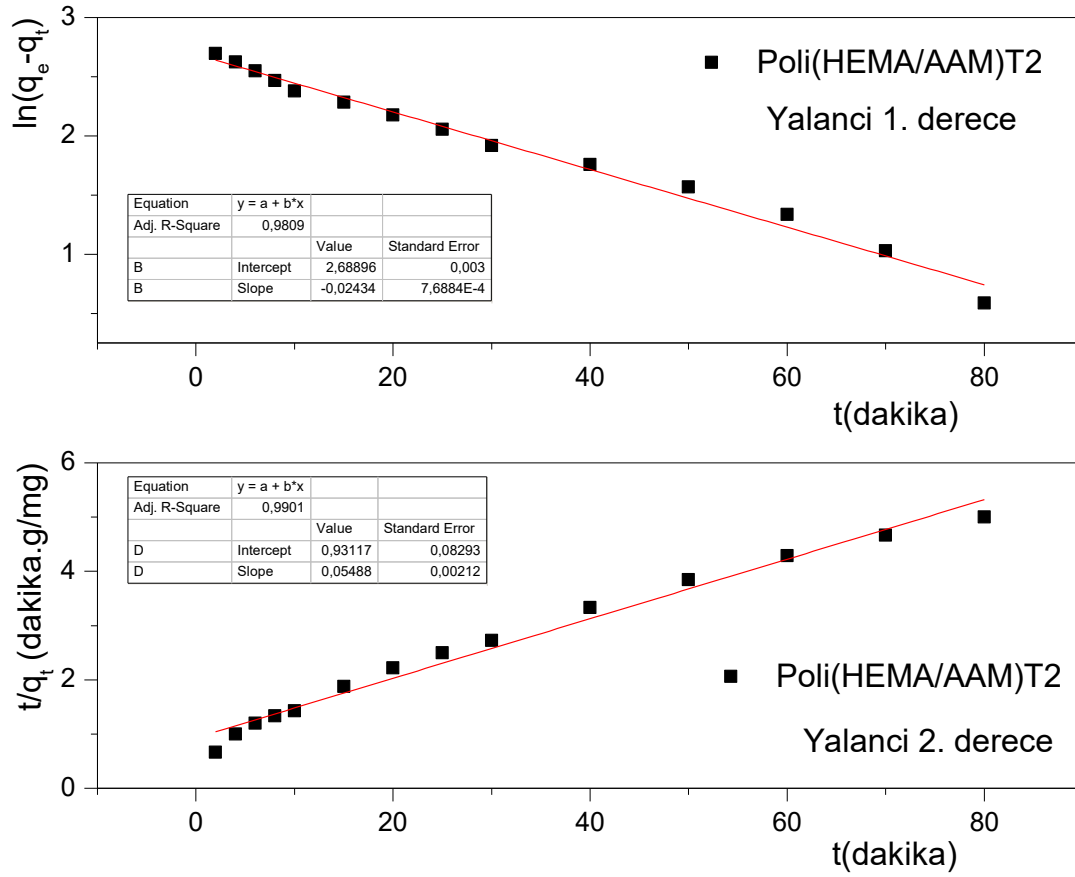 3
2
1
ln(qₑ-qₜ)
Poli(HEMA/AAM)T2
Yalanci 1. derece
Equation y = a + b*x
Adj. R-Square 0,9809
Value Standard Error
B Intercept 2,68896 0,003
B Slope -0,02434 7,6884E-4
0 20 40 60 80
t(dakika)
6
4
2
0
t/qₜ (dakika.g/mg)
Equation y = a + b*x
Adj. R-Square 0,9901
Value Standard Error
D Intercept 0,93117 0,08293
D Slope 0,05488 0,00212
Poli(HEMA/AAM)T2
Yalanci 2. derece
0 20 40 60 80
t(dakika)